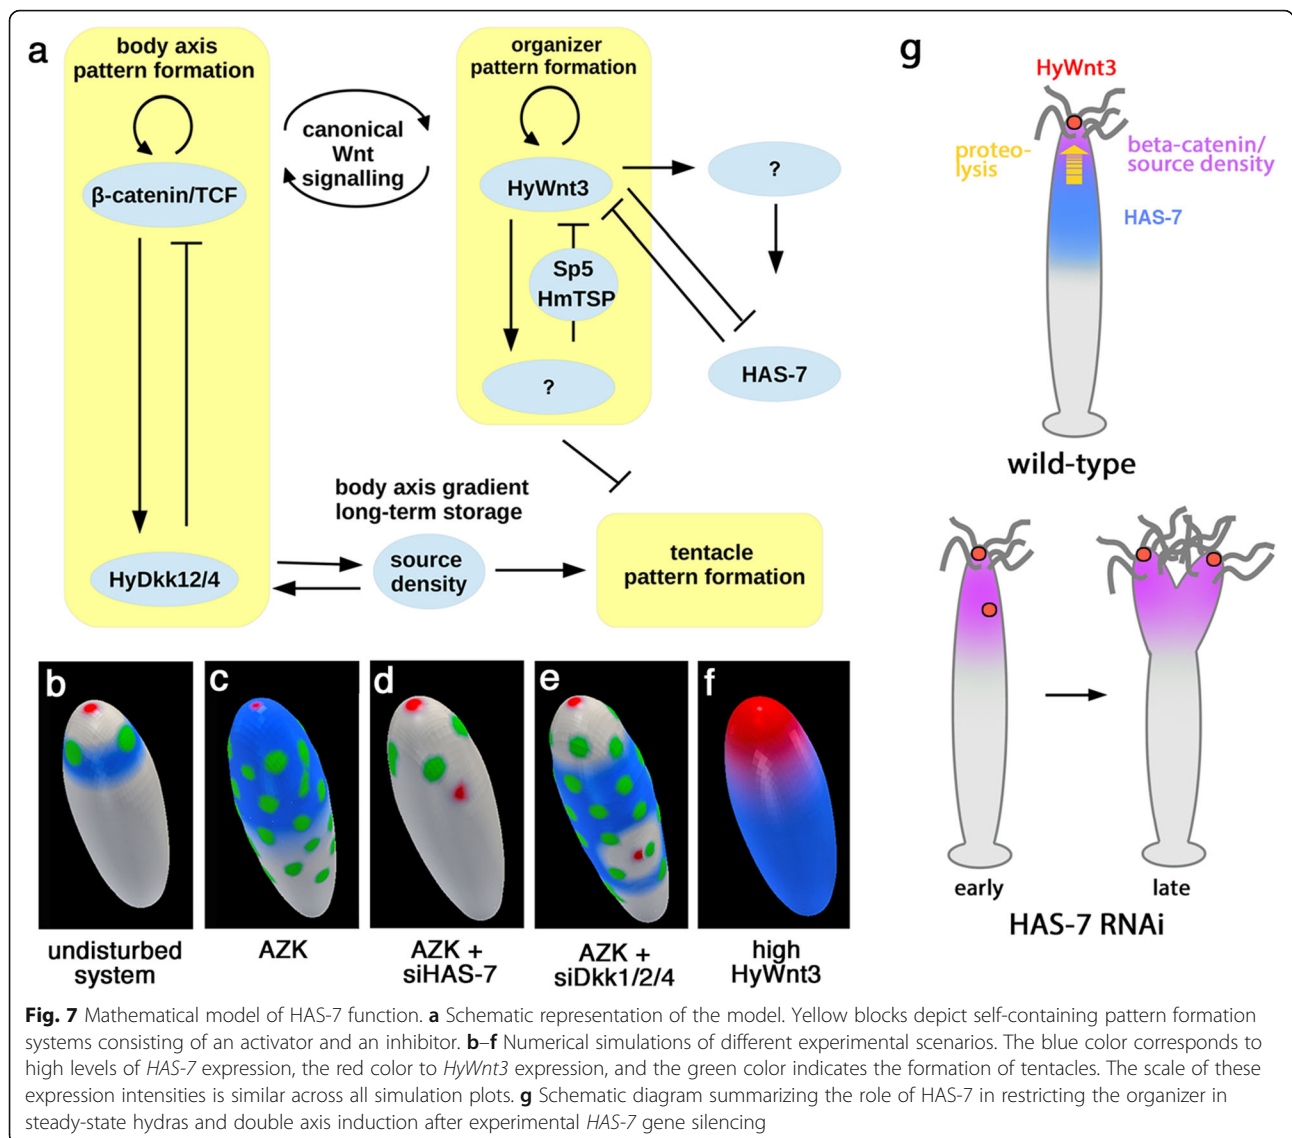 a
body axis
pattern formation
β-catenin/TCF
HyDkk12/4
canonical
Wnt
signalling
organizer
pattern formation
HyWnt3
Sp5
HmTSP
?
?
HAS-7
body axis gradient
long-term storage
source
density
tentacle
pattern formation
g
HyWnt3
proteo-
lysis
beta-catenin/
source density
HAS-7
wild-type
early
late
HAS-7 RNAi
b
undisturbed
system
c
AZK
d
AZK +
siHAS-7
e
AZK +
siDkk1/2/4
f
high
HyWnt3
Fig. 7 Mathematical model of HAS-7 function. a Schematic representation of the model. Yellow blocks depict self-containing pattern formation
systems consisting of an activator and an inhibitor. b–f Numerical simulations of different experimental scenarios. The blue color corresponds to
high levels of HAS-7 expression, the red color to HyWnt3 expression, and the green color indicates the formation of tentacles. The scale of these
expression intensities is similar across all simulation plots. g Schematic diagram summarizing the role of HAS-7 in restricting the organizer in
steady-state hydras and double axis induction after experimental HAS-7 gene silencing